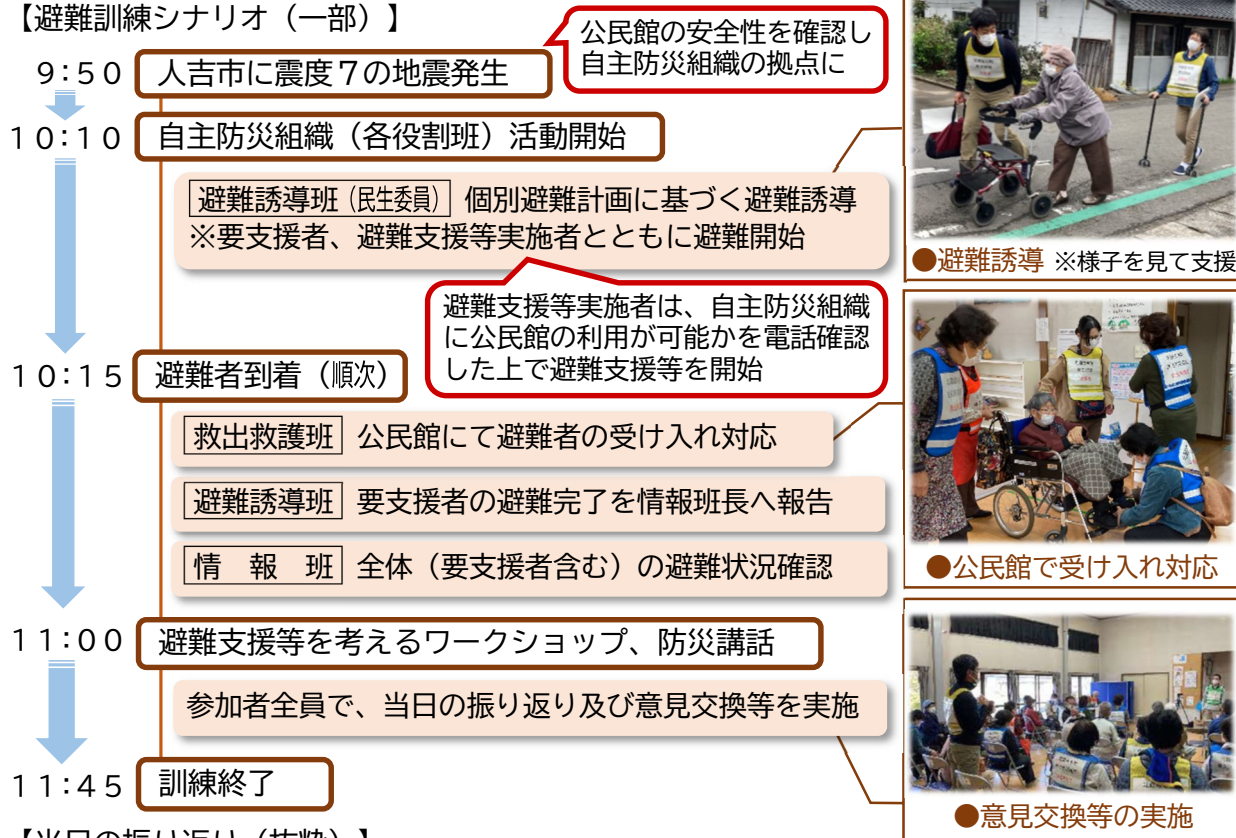 【避難訓練シナリオ（一部）】
公民館の安全性を確認し
自主防災組織の拠点に
9:50 人吉市に震度７の地震発生
10:10 自主防災組織（各役割班）活動開始
避難誘導班（民生委員） 個別避難計画に基づく避難誘導
※要支援者、避難支援等実施者とともに避難開始
●避難誘導 ※様子を見て支援
避難支援等実施者は、自主防災組織
に公民館の利用が可能かを電話確認
した上で避難支援等を開始
10:15 避難者到着（順次）
救出救護班 公民館にて避難者の受け入れ対応
避難誘導班 要支援者の避難完了を情報班長へ報告
情　報　班 全体（要支援者含む）の避難状況確認
●公民館で受け入れ対応
11:00 避難支援等を考えるワークショップ、防災講話
参加者全員で、当日の振り返り及び意見交換等を実施
11:45 訓練終了
●意見交換等の実施
【当日の振り返り（抜粋）】